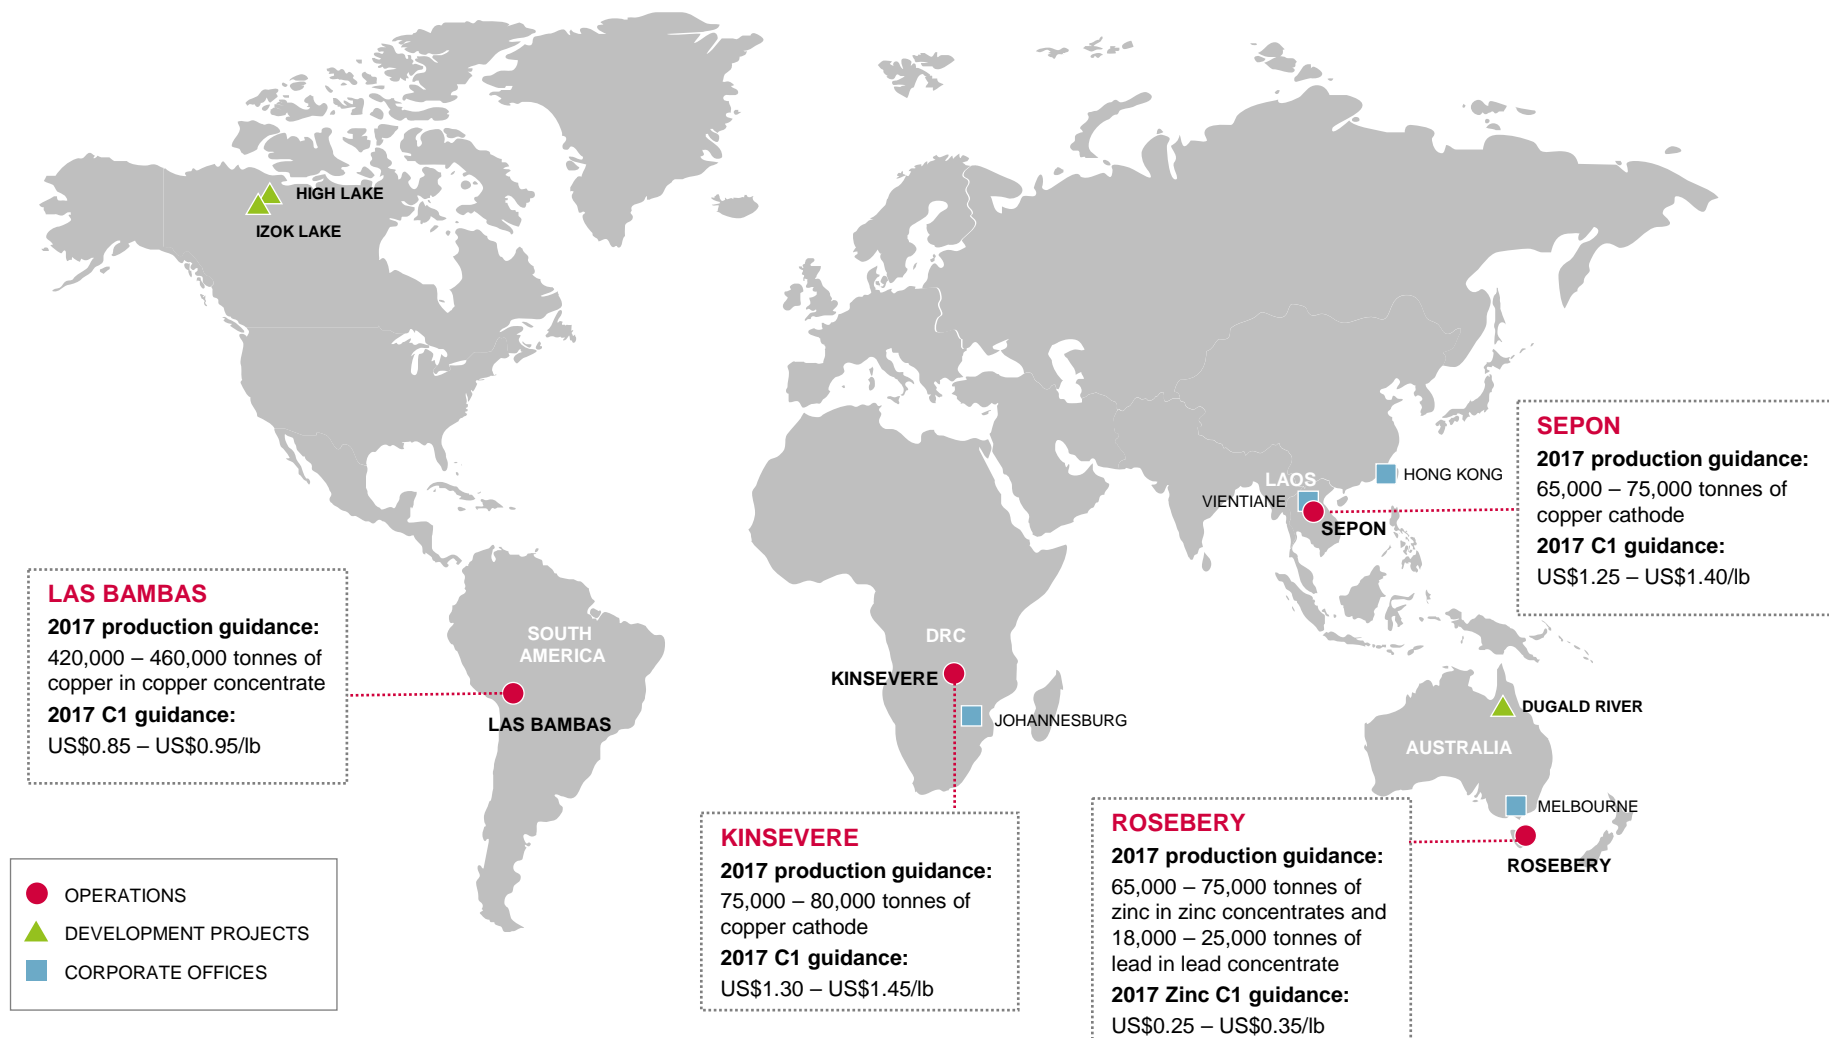 HIGH LAKE
IZOK LAKE
SEPON
2017 production guidance:
65,000 – 75,000 tonnes of
copper cathode
2017 C1 guidance:
US$1.25 – US$1.40/lb
LAOS
HONG KONG
VIENTIANE
SEPON
LAS BAMBAS
2017 production guidance:
420,000 – 460,000 tonnes of
copper in copper concentrate
2017 C1 guidance:
US$0.85 – US$0.95/lb
SOUTH
AMERICA
LAS BAMBAS
DRC
KINSEVERE
JOHANNESBURG
DUGALD RIVER
AUSTRALIA
MELBOURNE
ROSEBERY
KINSEVERE
2017 production guidance:
75,000 – 80,000 tonnes of
copper cathode
2017 C1 guidance:
US$1.30 – US$1.45/lb
ROSEBERY
2017 production guidance:
65,000 – 75,000 tonnes of
zinc in zinc concentrates and
18,000 – 25,000 tonnes of
lead in lead concentrate
2017 Zinc C1 guidance:
US$0.25 – US$0.35/lb
OPERATIONS
DEVELOPMENT PROJECTS
CORPORATE OFFICES